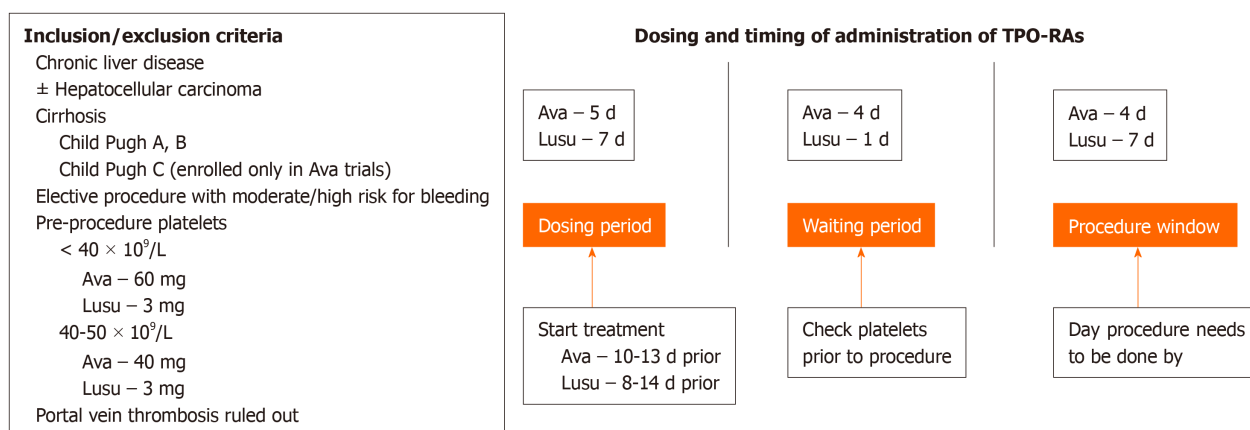 Inclusion/exclusion criteria
Chronic liver disease
± Hepatocellular carcinoma
Cirrhosis
Child Pugh A, B
Child Pugh C (enrolled only in Ava trials)
Elective procedure with moderate/high risk for bleeding
Pre-procedure platelets
< 40 × 10⁹/L
Ava – 60 mg
Lusu – 3 mg
40-50 × 10⁹/L
Ava – 40 mg
Lusu – 3 mg
Portal vein thrombosis ruled out
Dosing and timing of administration of TPO-RAs
Ava – 5 d
Lusu – 7 d
Dosing period
Start treatment
Ava – 10-13 d prior
Lusu – 8-14 d prior
Ava – 4 d
Lusu – 1 d
Waiting period
Check platelets
prior to procedure
Ava – 4 d
Lusu – 7 d
Procedure window
Day procedure needs
to be done by